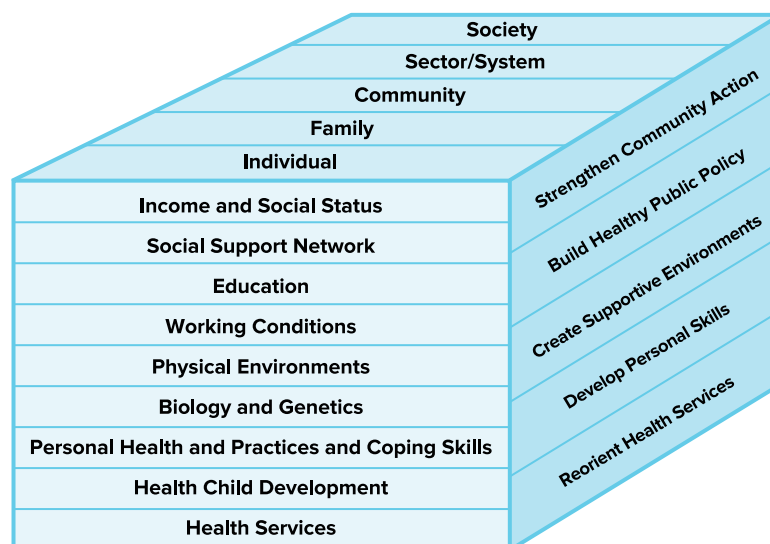 Society
Sector/System
Community
Family
Individual
Income and Social Status
Social Support Network
Education
Working Conditions
Physical Environments
Biology and Genetics
Personal Health and Practices and Coping Skills
Health Child Development
Health Services
Strengthen Community Action
Build Healthy Public Policy
Create Supportive Environments
Develop Personal Skills
Reorient Health Services